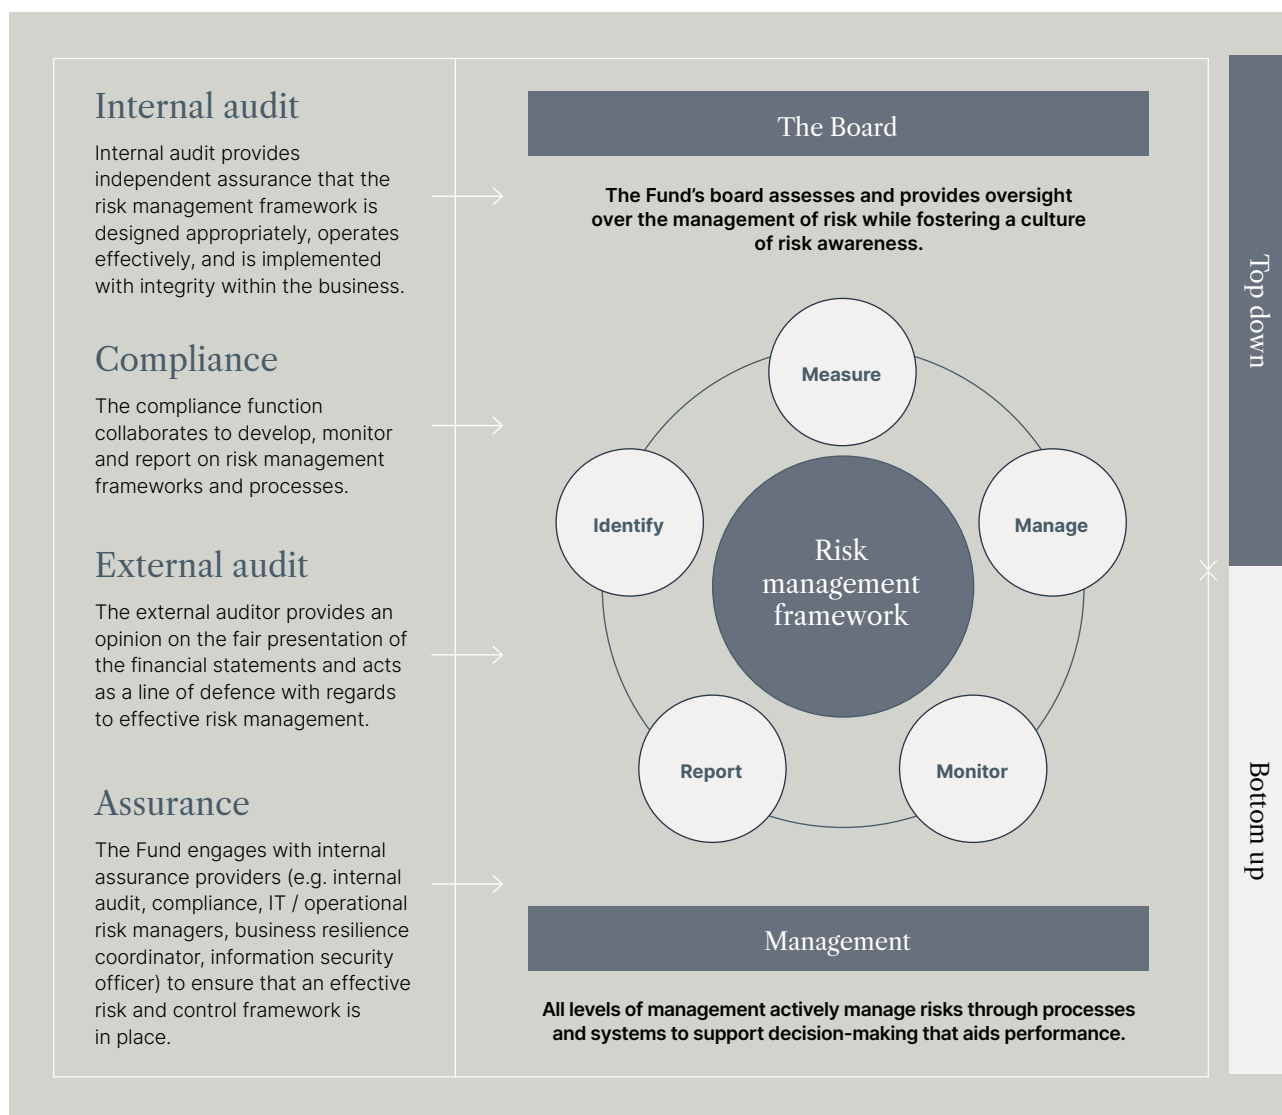 Internal audit
Internal audit provides
independent assurance that the
risk management framework is
designed appropriately, operates
effectively, and is implemented
with integrity within the business.
Compliance
The compliance function
collaborates to develop, monitor
and report on risk management
frameworks and processes.
External audit
The external auditor provides an
opinion on the fair presentation of
the financial statements and acts
as a line of defence with regards
to effective risk management.
Assurance
The Fund engages with internal
assurance providers (e.g. internal
audit, compliance, IT / operational
risk managers, business resilience
coordinator, information security
officer) to ensure that an effective
risk and control framework is
in place.
The Board
The Fund’s board assesses and provides oversight
over the management of risk while fostering a culture
of risk awareness.
Measure
Identify
Manage
Risk
management
framework
Report
Monitor
Management
All levels of management actively manage risks through processes
and systems to support decision-making that aids performance.
Top down
Bottom up